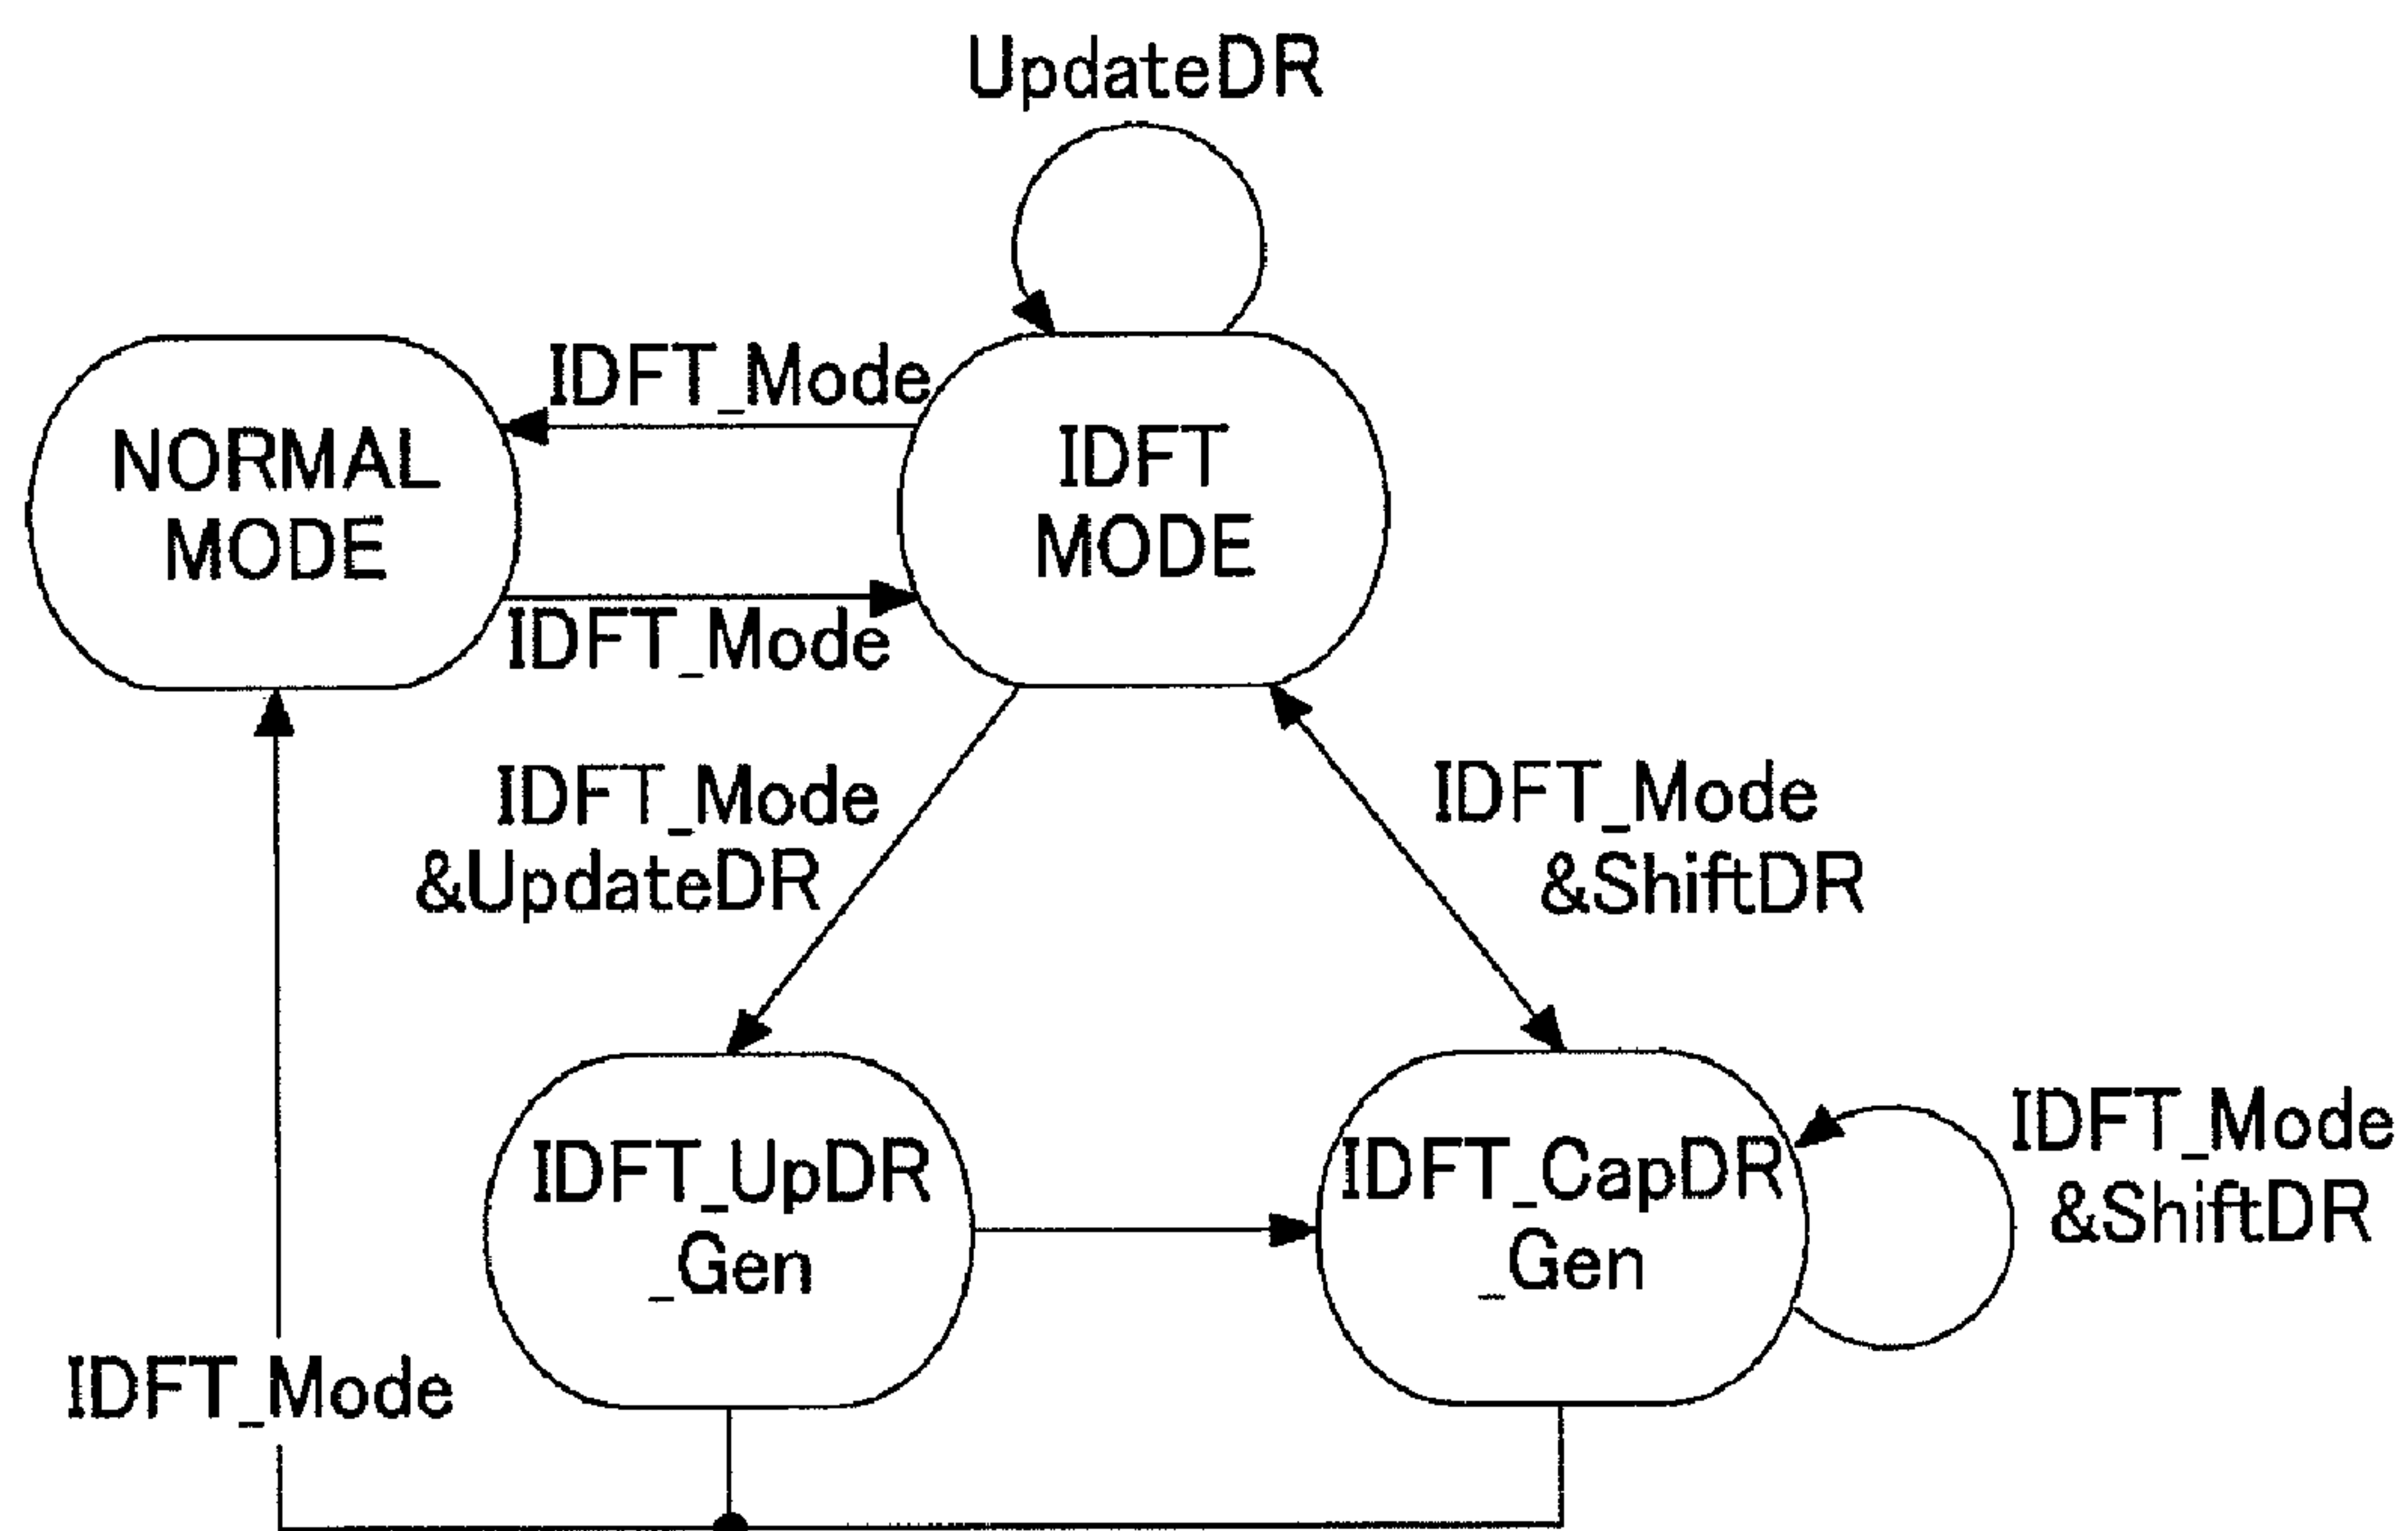 UpdateDR
IDFT_Mode
NORMAL
MODE
IDFT
MODE
IDFT_Mode
IDFT_Mode
&UpdateDR
IDFT_Mode
&ShiftDR
IDFT_UpDR
_Gen
IDFT_CapDR
_Gen
IDFT_Mode
&ShiftDR
IDFT_Mode